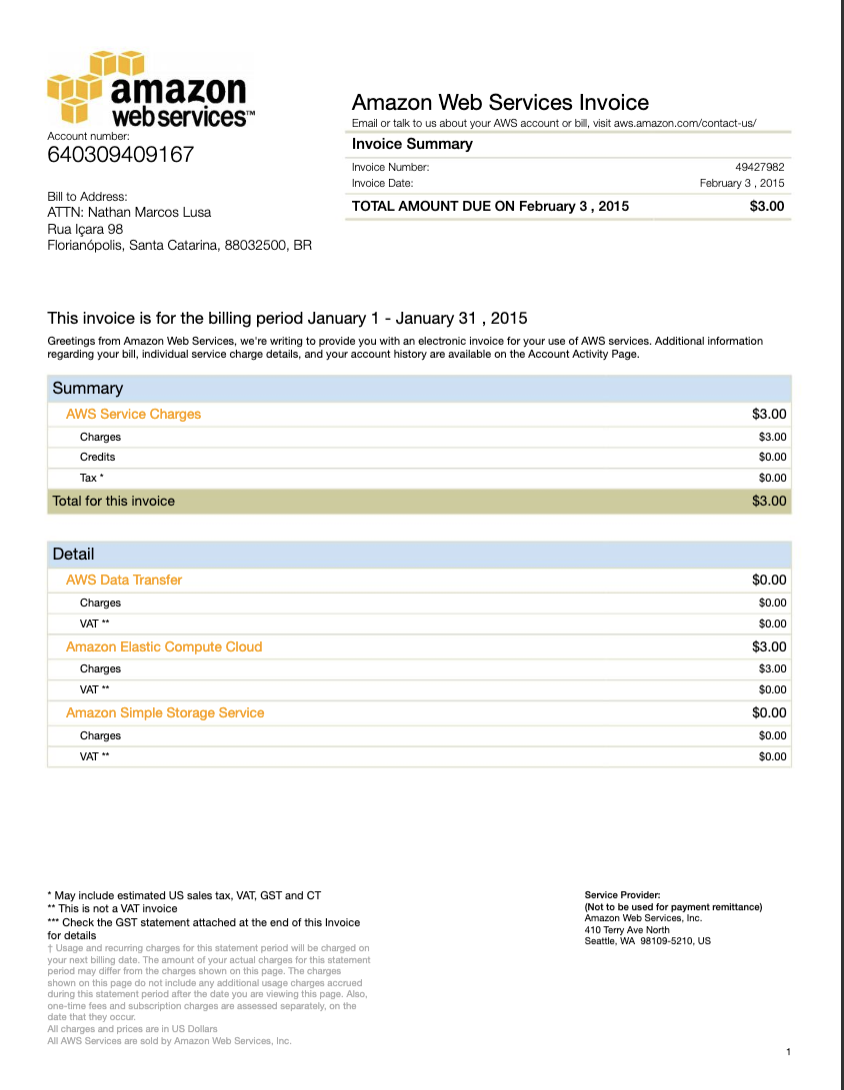 amazon
webservices™
Account number:
640309409167
Bill to Address:
ATTN: Nathan Marcos Lusa
Rua Içara 98
Florianópolis, Santa Catarina, 88032500, BR
Amazon Web Services Invoice
Email or talk to us about your AWS account or bill, visit aws.amazon.com/contact-us/
Invoice Summary
Invoice Number: 49427982
Invoice Date: February 3 , 2015
TOTAL AMOUNT DUE ON February 3 , 2015 $3.00
This invoice is for the billing period January 1 - January 31 , 2015
Greetings from Amazon Web Services, we're writing to provide you with an electronic invoice for your use of AWS services. Additional information
regarding your bill, individual service charge details, and your account history are available on the Account Activity Page.
Summary
AWS Service Charges $3.00
Charges $3.00
Credits $0.00
Tax * $0.00
Total for this invoice $3.00
Detail
AWS Data Transfer $0.00
Charges $0.00
VAT ** $0.00
Amazon Elastic Compute Cloud $3.00
Charges $3.00
VAT ** $0.00
Amazon Simple Storage Service $0.00
Charges $0.00
VAT ** $0.00
* May include estimated US sales tax, VAT, GST and CT
** This is not a VAT invoice
*** Check the GST statement attached at the end of this Invoice
for details
† Usage and recurring charges for this statement period will be charged on
your next billing date. The amount of your actual charges for this statement
period may differ from the charges shown on this page. The charges
shown on this page do not include any additional usage charges accrued
during this statement period after the date you are viewing this page. Also,
one-time fees and subscription charges are assessed separately, on the
date that they occur.
All charges and prices are in US Dollars
All AWS Services are sold by Amazon Web Services, Inc.
Service Provider:
(Not to be used for payment remittance)
Amazon Web Services, Inc.
410 Terry Ave North
Seattle, WA 98109-5210, US
1